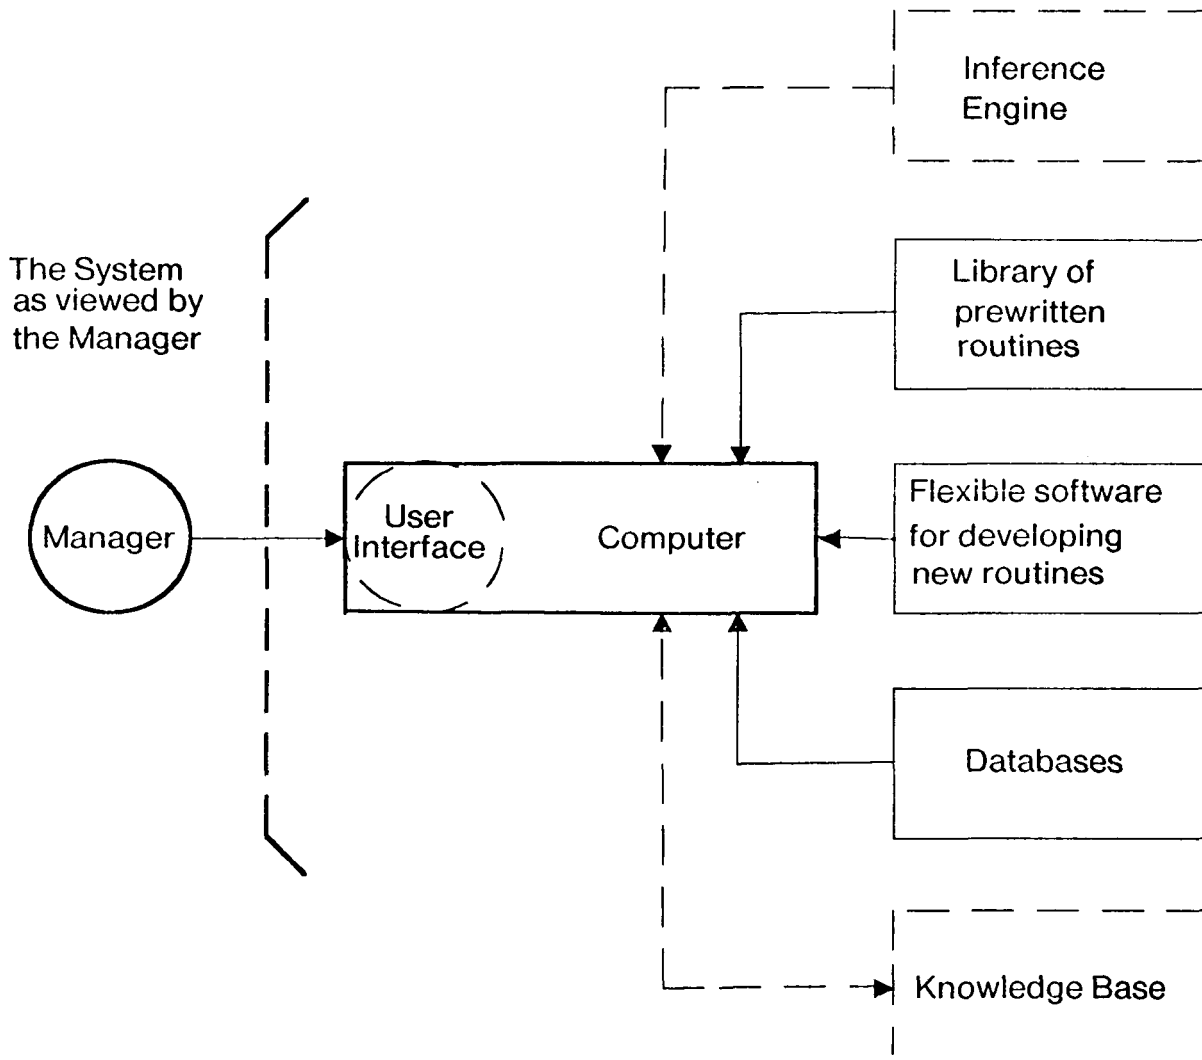 Inference
Engine
Library of
prewritten
routines
The System
as viewed by
the Manager
Manager
User
Interface
Computer
Flexible software
for developing
new routines
Databases
Knowledge Base